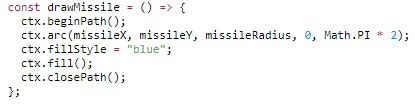 const drawMissile = () => {
  ctx.beginPath();
  ctx.arc(missileX, missileY, missileRadius, 0, Math.PI * 2);
  ctx.fillStyle = "blue";
  ctx.fill();
  ctx.closePath();
};